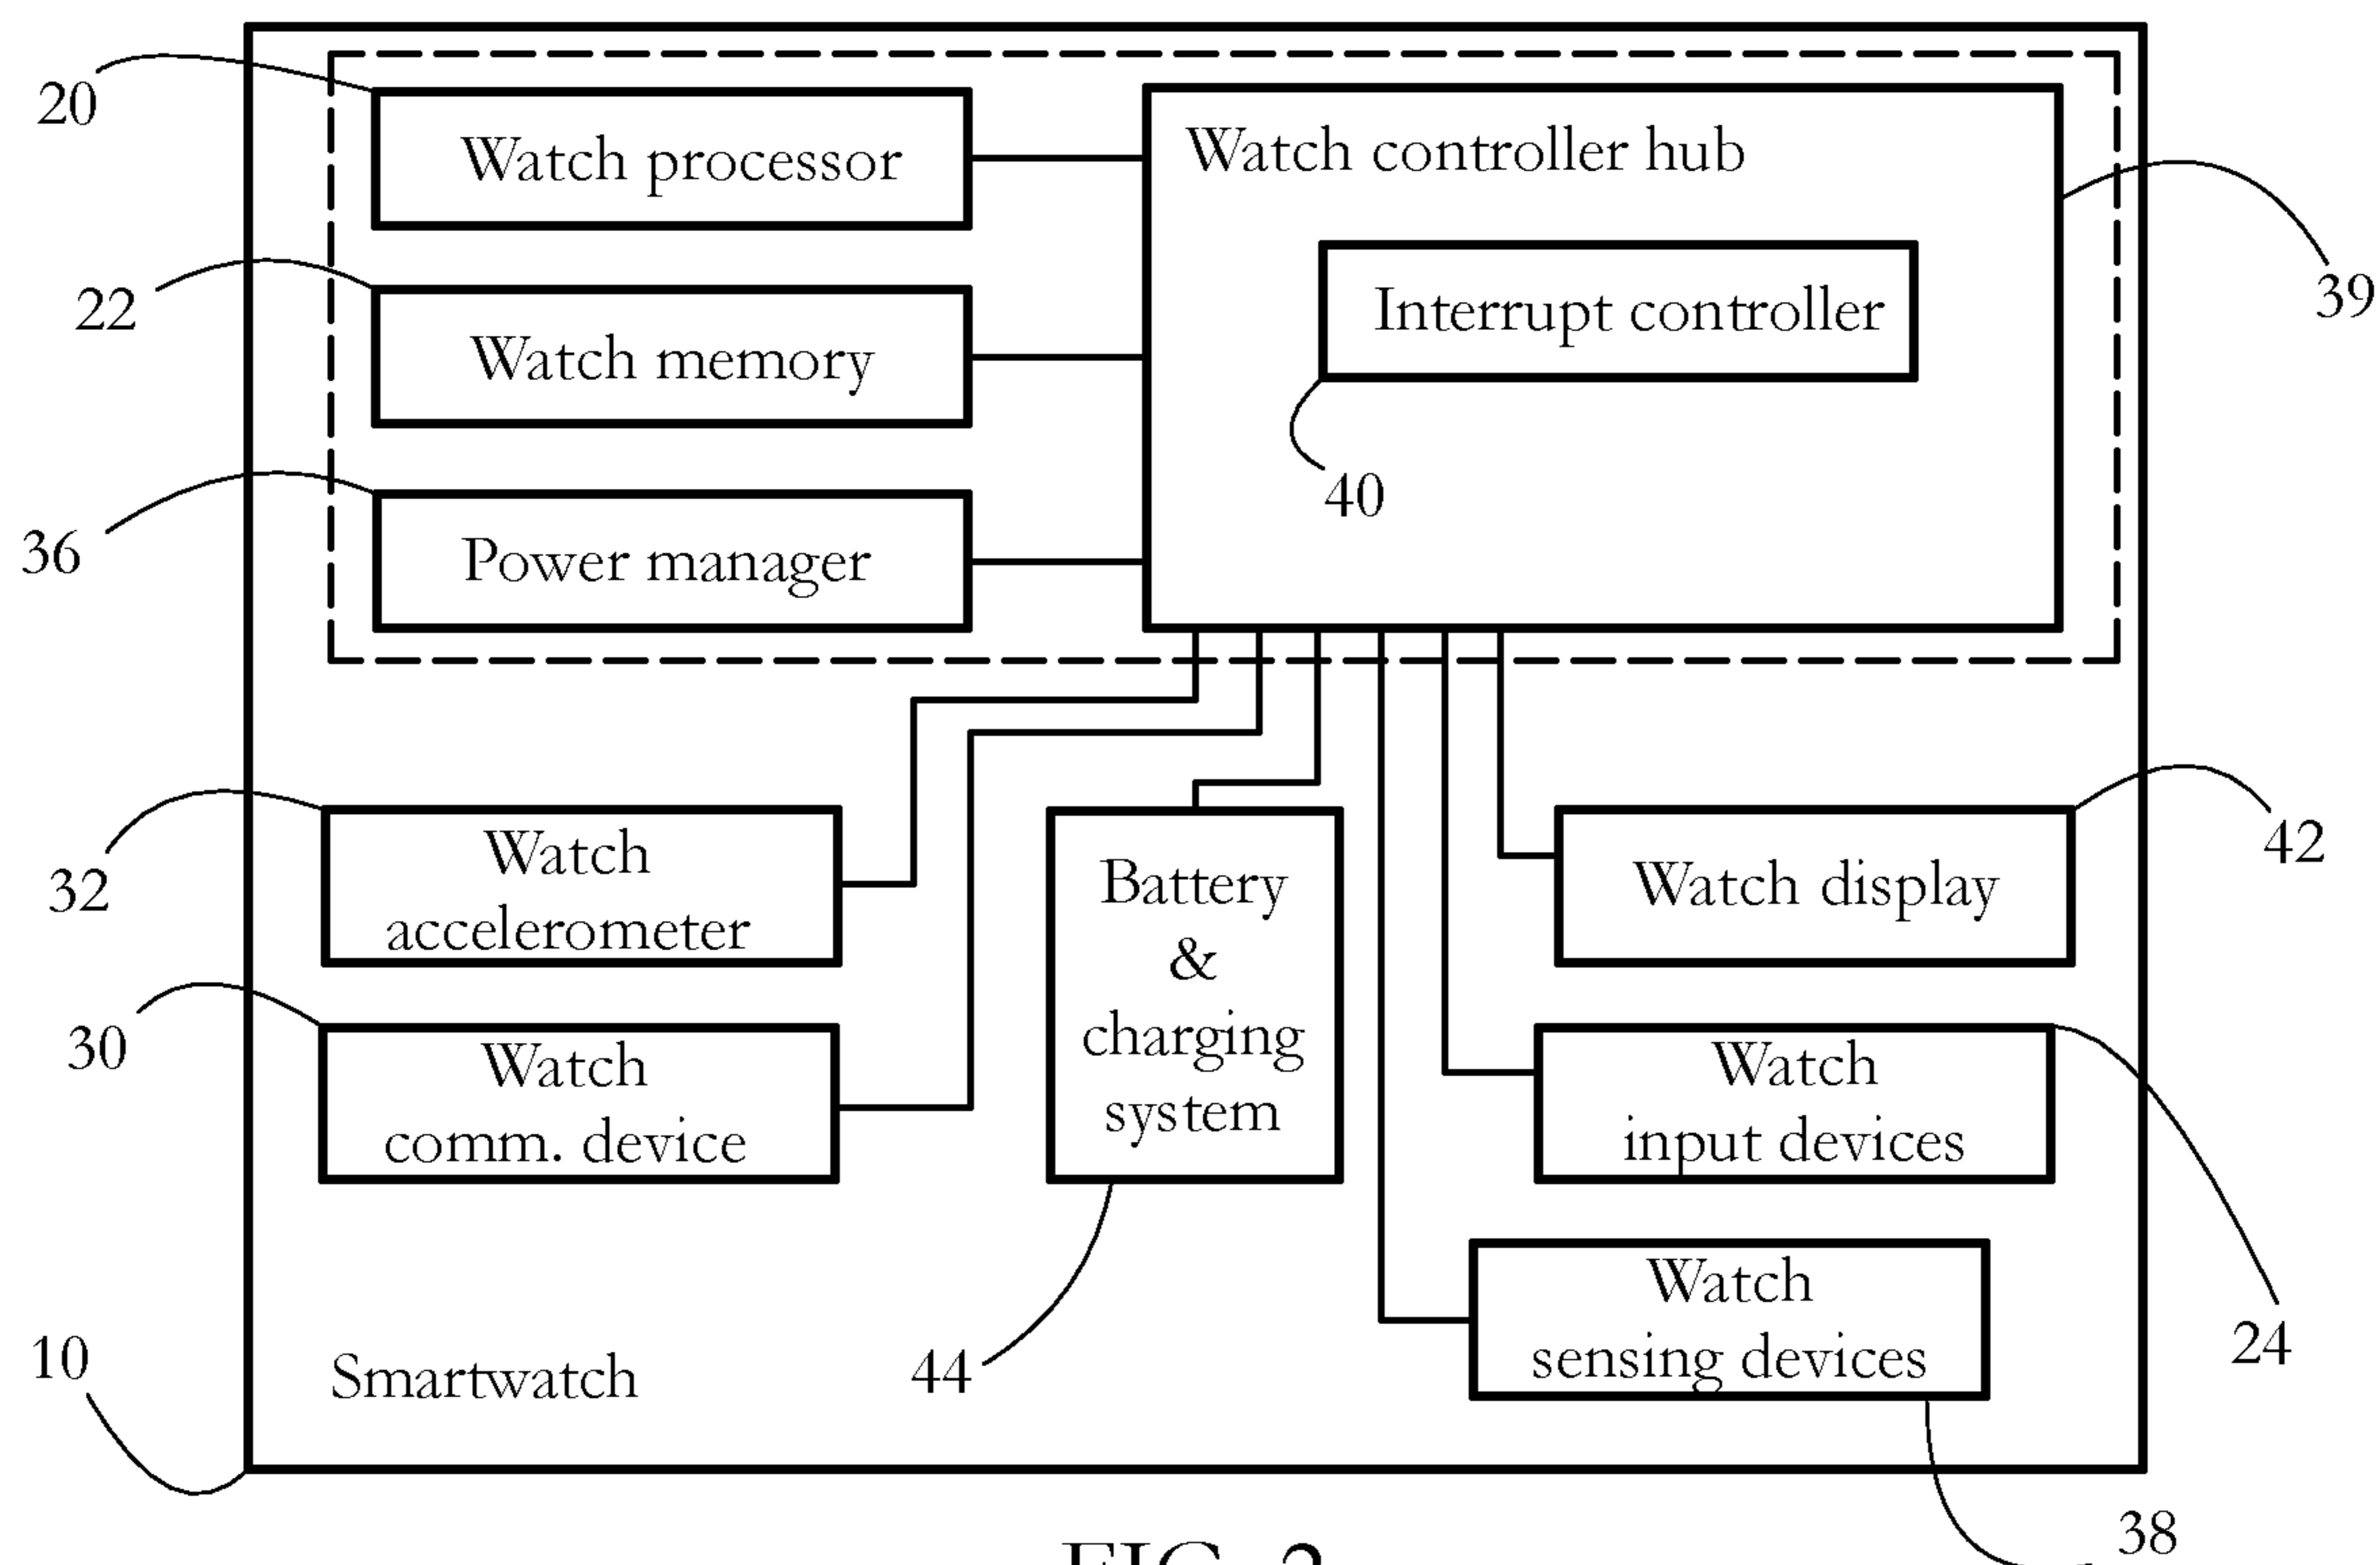 20
Watch processor
Watch controller hub
22
Watch memory
Interrupt controller
39
40
36
Power manager
32
Watch
accelerometer
Battery
&
charging
system
Watch display
42
30
Watch
comm. device
Watch
input devices
24
10
Smartwatch
44
Watch
sensing devices
38
FIG. 2